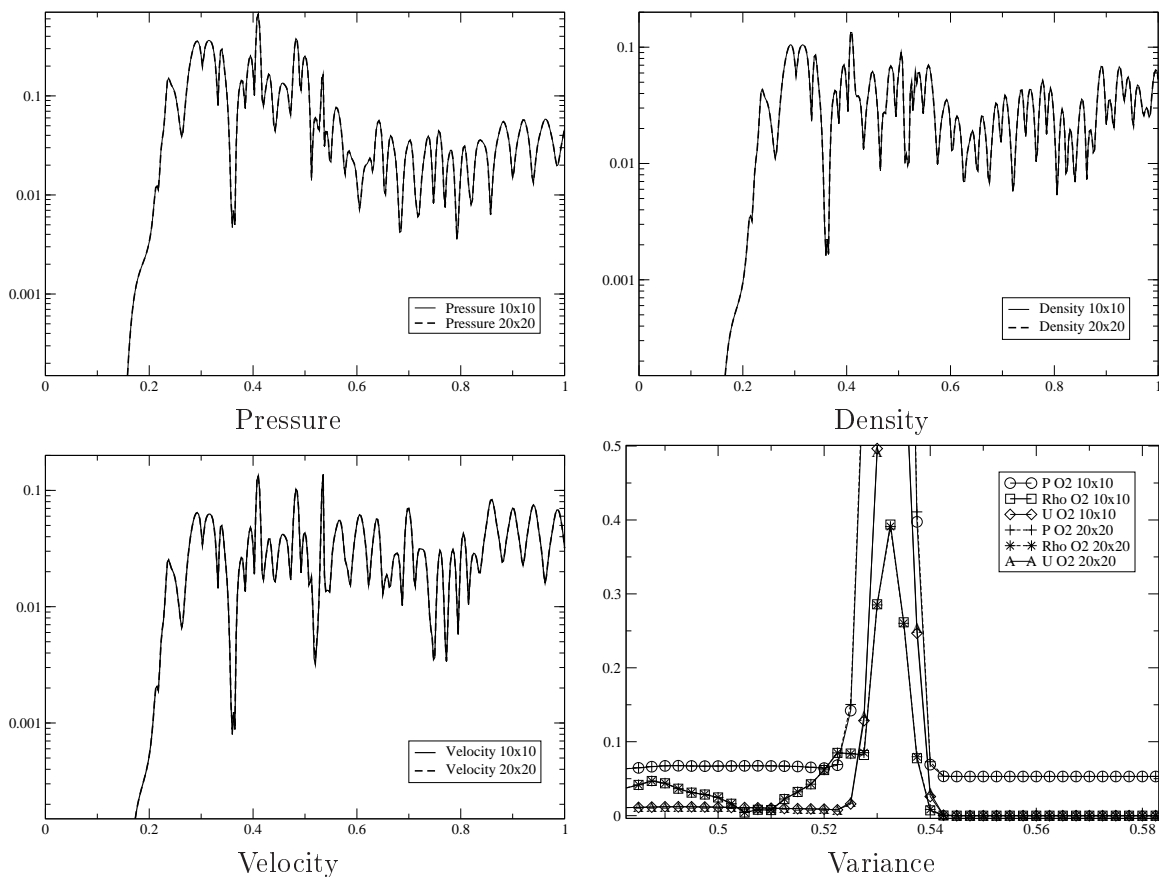 0.1
0.01
0.001
Pressure 10x10
Pressure 20x20
0 0.2 0.4 0.6 0.8 1
Pressure
0.1
0.01
0.001
Density 10x10
Density 20x20
0 0.2 0.4 0.6 0.8 1
Density
0.1
0.01
0.001
Velocity 10x10
Velocity 20x20
0 0.2 0.4 0.6 0.8 1
Velocity
0.5
0.4
0.3
0.2
0.1
0
P O2 10x10
Rho O2 10x10
U O2 10x10
P O2 20x20
Rho O2 20x20
U O2 20x20
0.5 0.52 0.54 0.56 0.58
Variance